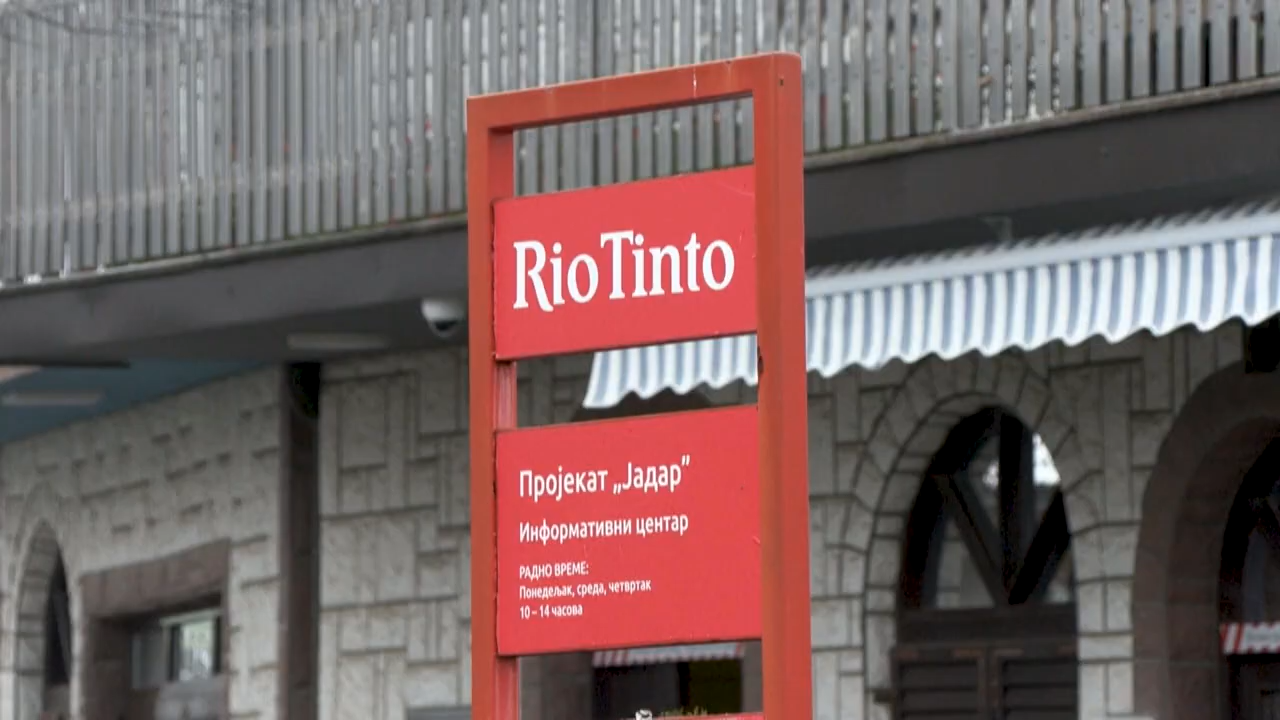 Rio Tinto
Пројекат „Јадар”
Информативни центар
РАДНО ВРЕМЕ:
Понедељак, среда, четвртак
10 – 14 часова